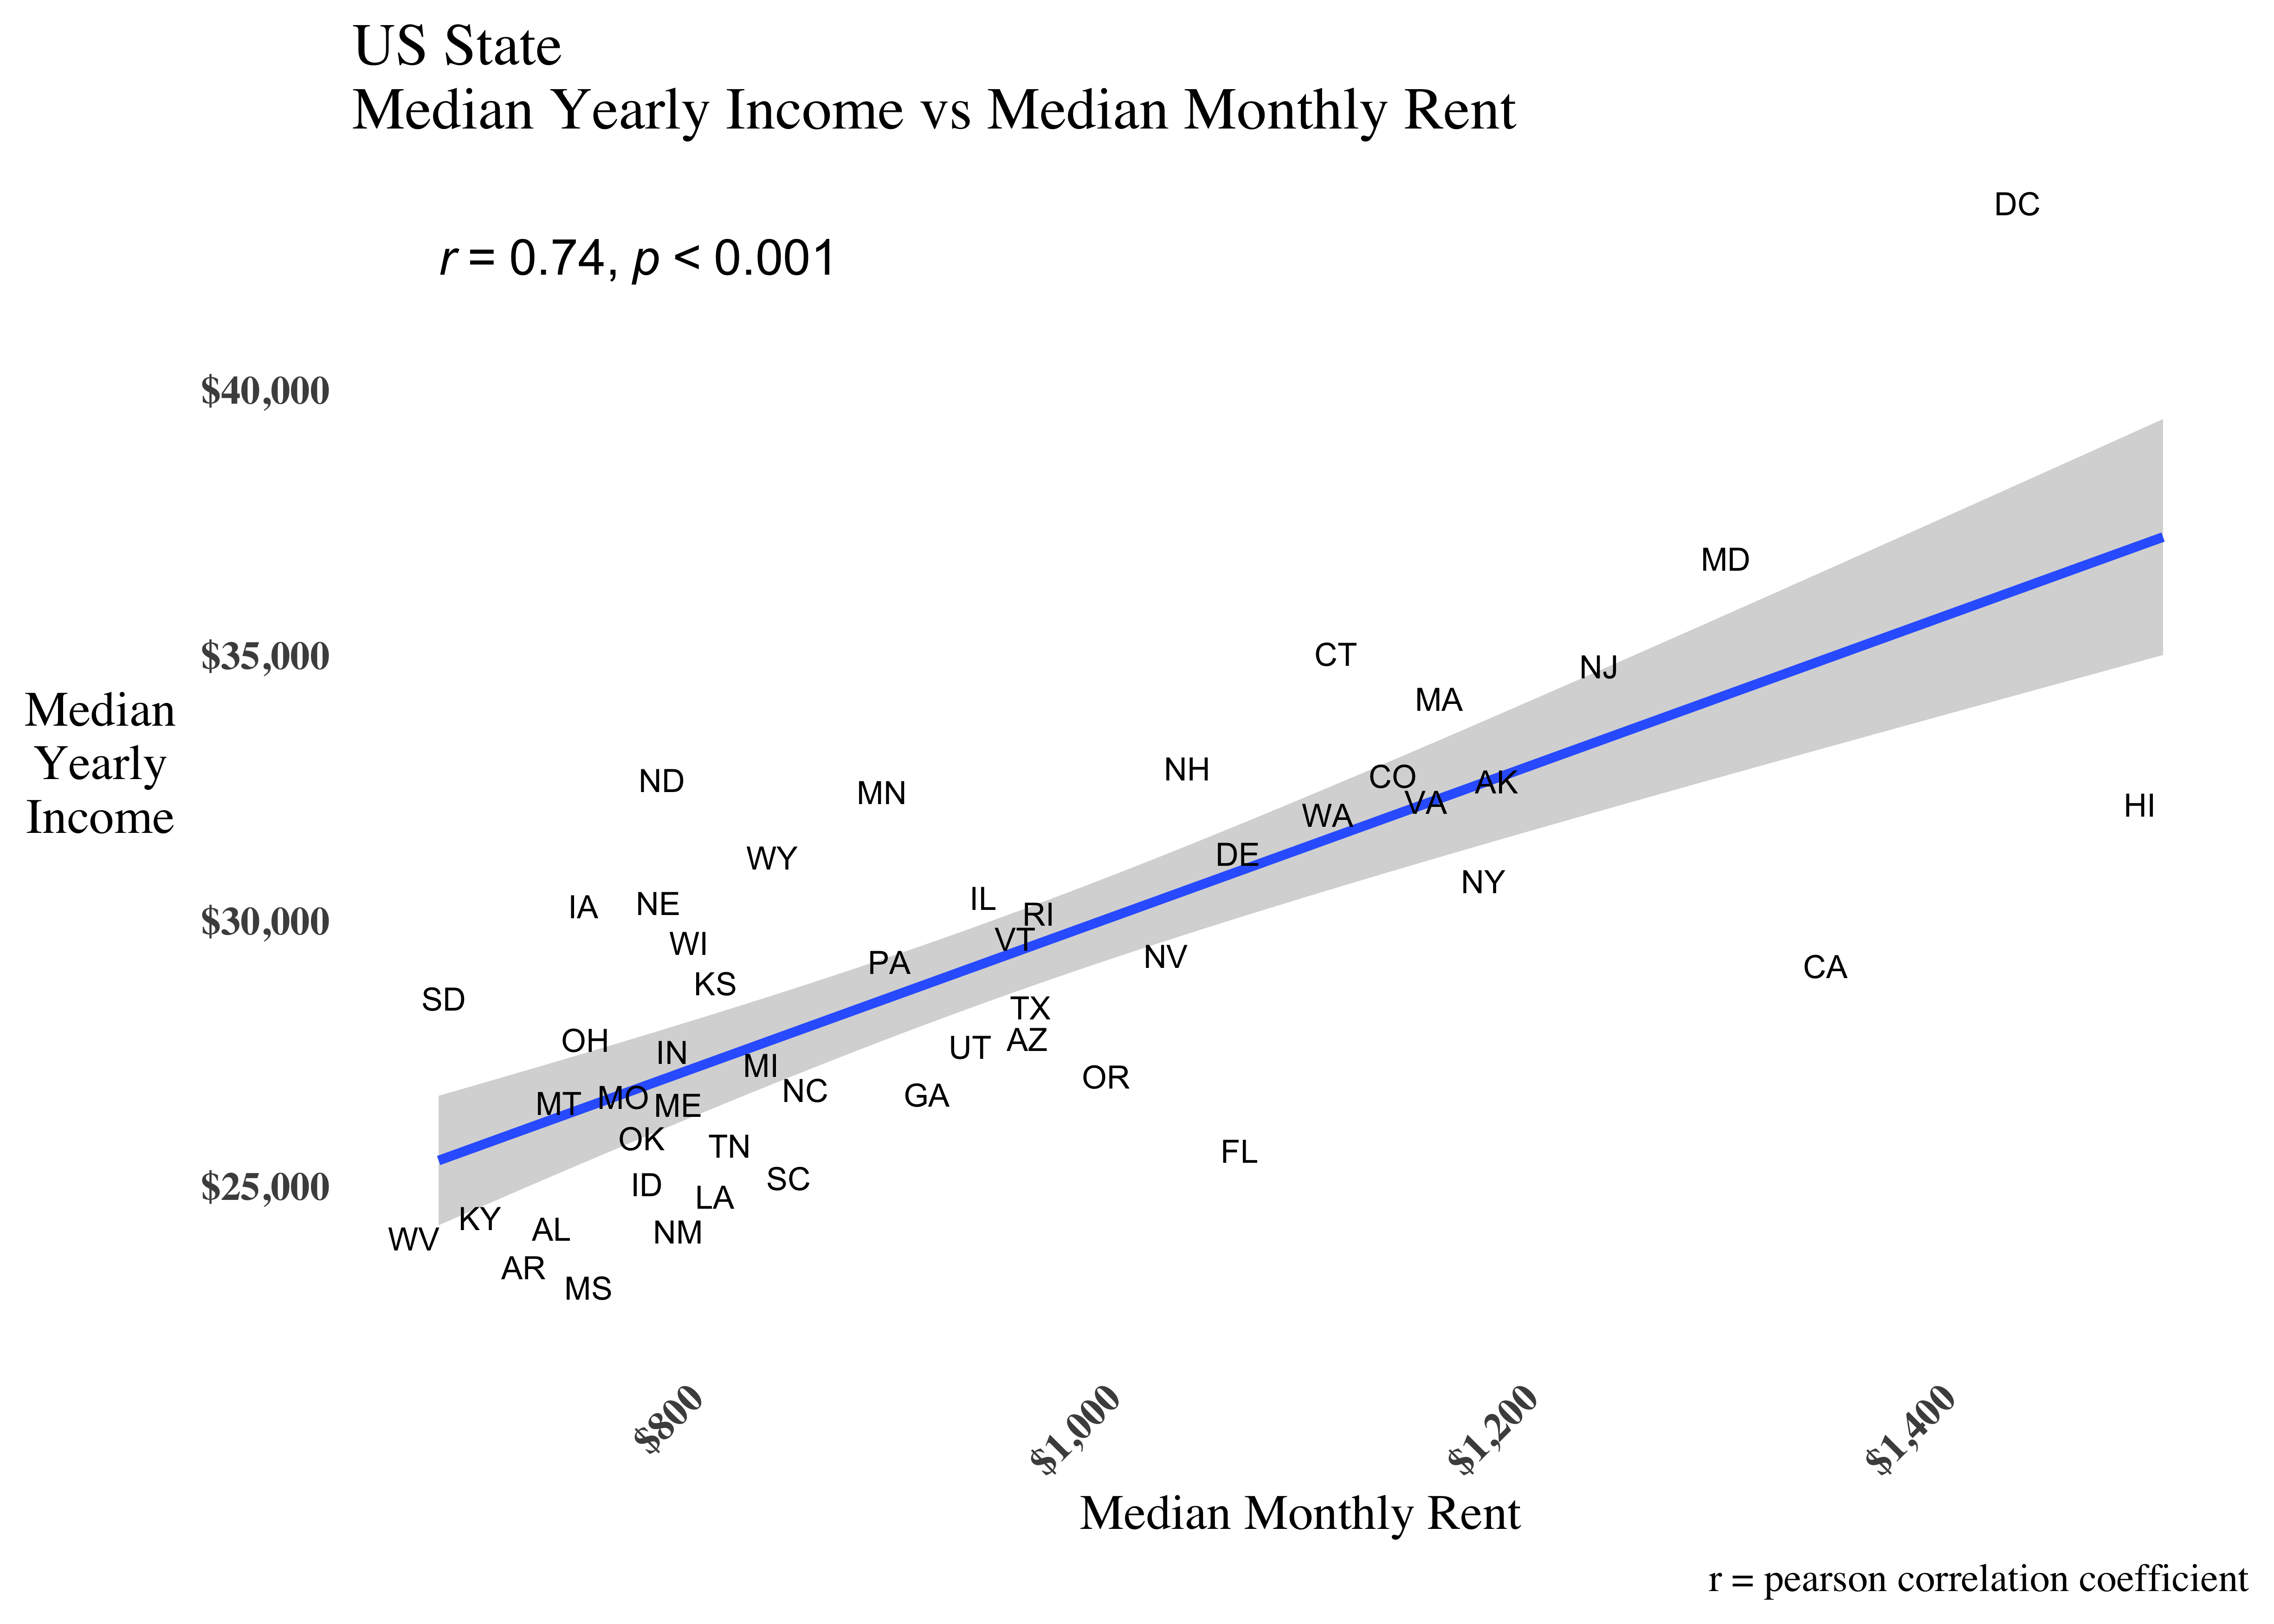 US State
Median Yearly Income vs Median Monthly Rent
DC
r = 0.74, p < 0.001
$40,000
MD
CT
NJ
$35,000
MA
Median
Yearly
Income
ND
MN
NH
CO
AK
VA
HI
WA
WY
DE
NY
IA
NE
IL
RI
$30,000
WI
VT
PA
NV
CA
KS
SD
TX
OH
AZ
IN
UT
MI
OR
NC
GA
MT
MO
ME
OK
TN
FL
SC
ID
$25,000
LA
KY
AL
NM
WV
AR
MS
$800
$1,000
$1,200
$1,400
Median Monthly Rent
r = pearson correlation coefficient